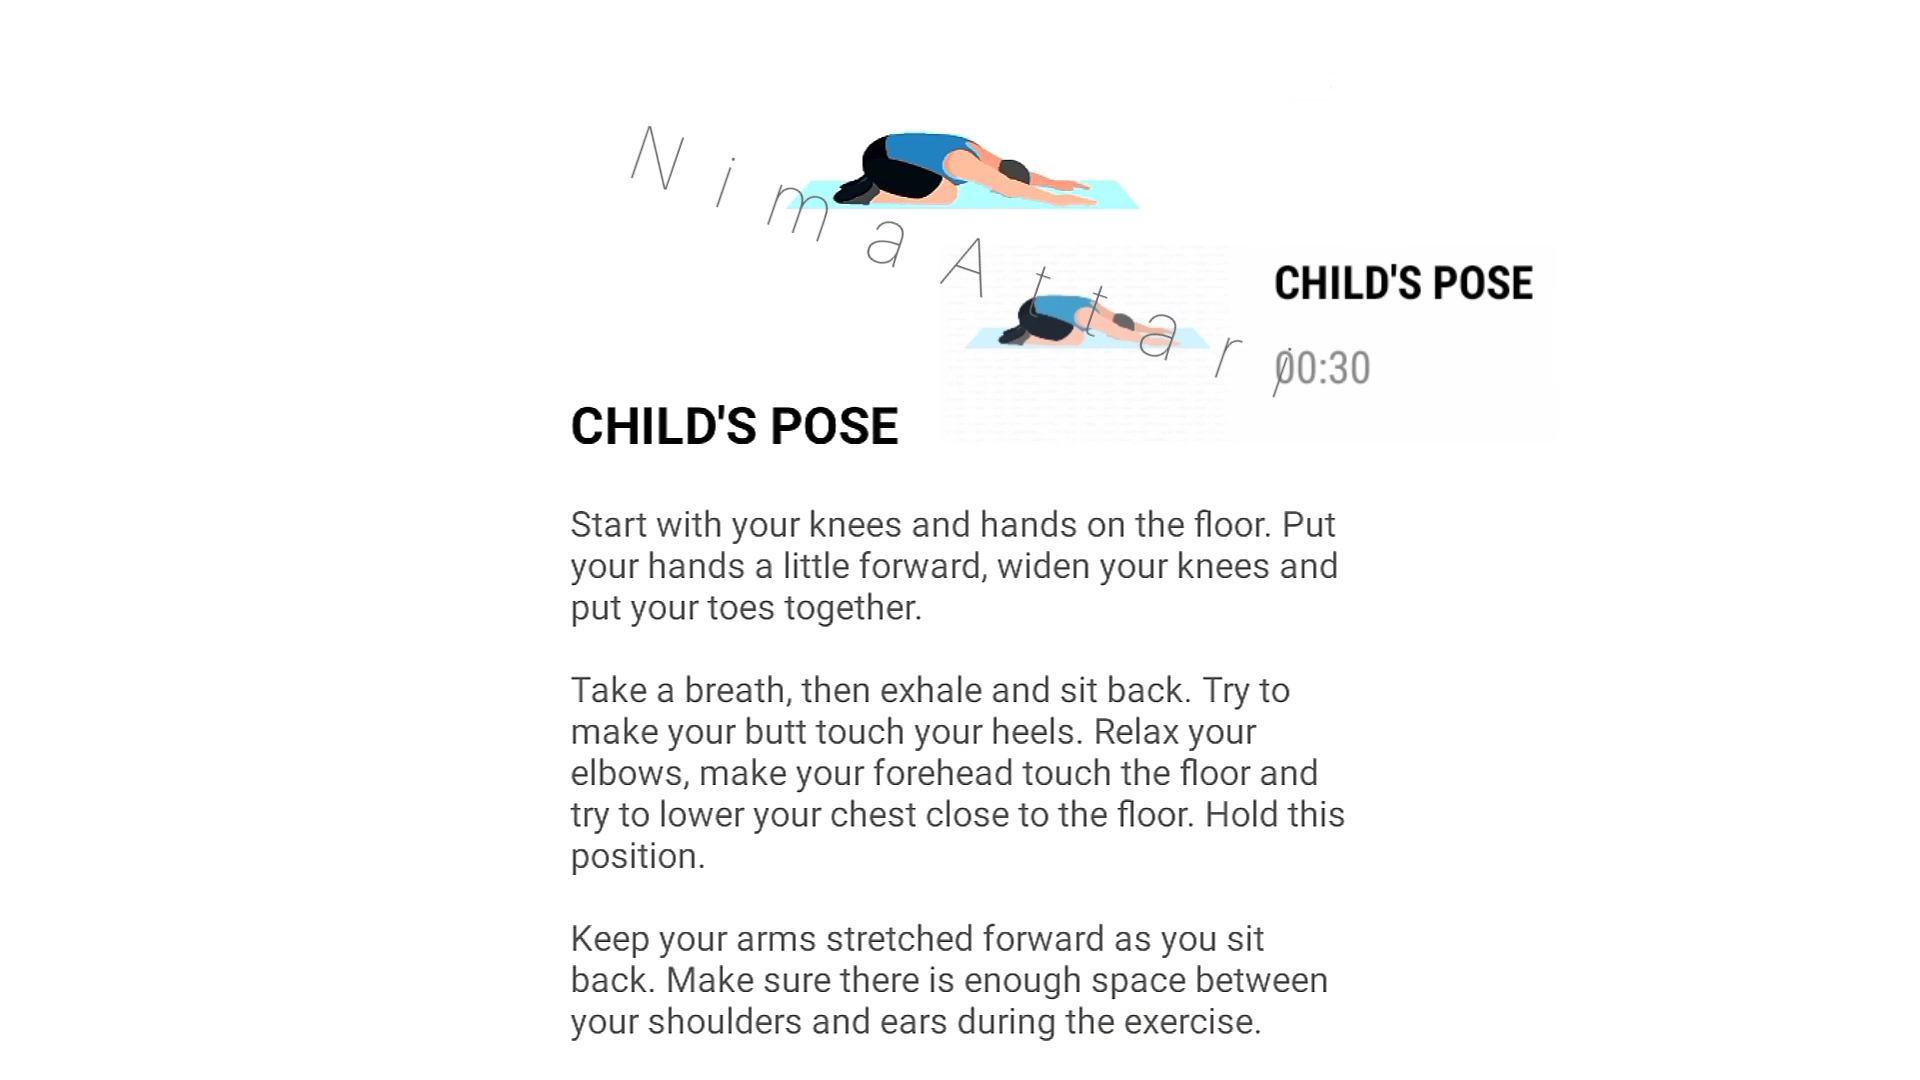 NimaAttar
CHILD'S POSE
00:30
CHILD'S POSE
Start with your knees and hands on the floor. Put
your hands a little forward, widen your knees and
put your toes together.
Take a breath, then exhale and sit back. Try to
make your butt touch your heels. Relax your
elbows, make your forehead touch the floor and
try to lower your chest close to the floor. Hold this
position.
Keep your arms stretched forward as you sit
back. Make sure there is enough space between
your shoulders and ears during the exercise.